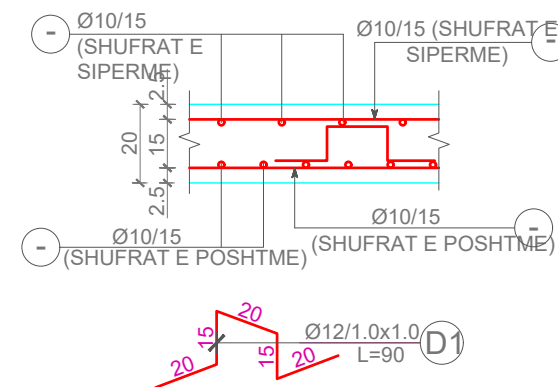 -
Ø10/15
(SHUFRAT E
SIPERME)
Ø10/15 (SHUFRAT E
SIPERME)
-
2.5
20
15
2.5
-
Ø10/15
(SHUFRAT E POSHTME)
Ø10/15
(SHUFRAT E POSHTME)
-
20
15
20
15
20
Ø12/1.0x1.0
L=90
D1